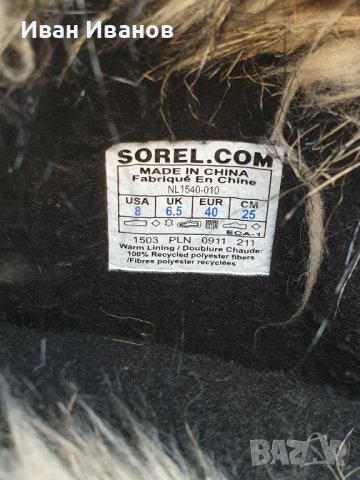 Иван Иванов
SOREL.COM
MADE IN CHINA
Fabriqué En Chine
NL1540-010
USA UK EUR CM
8 6.5 40 25
ECA-1
1503 PLN 0911 211
Warm Lining / Doublure Chaude:
100% Recycled polyester fibers
/Fibres polyester recyclées
BAZAR